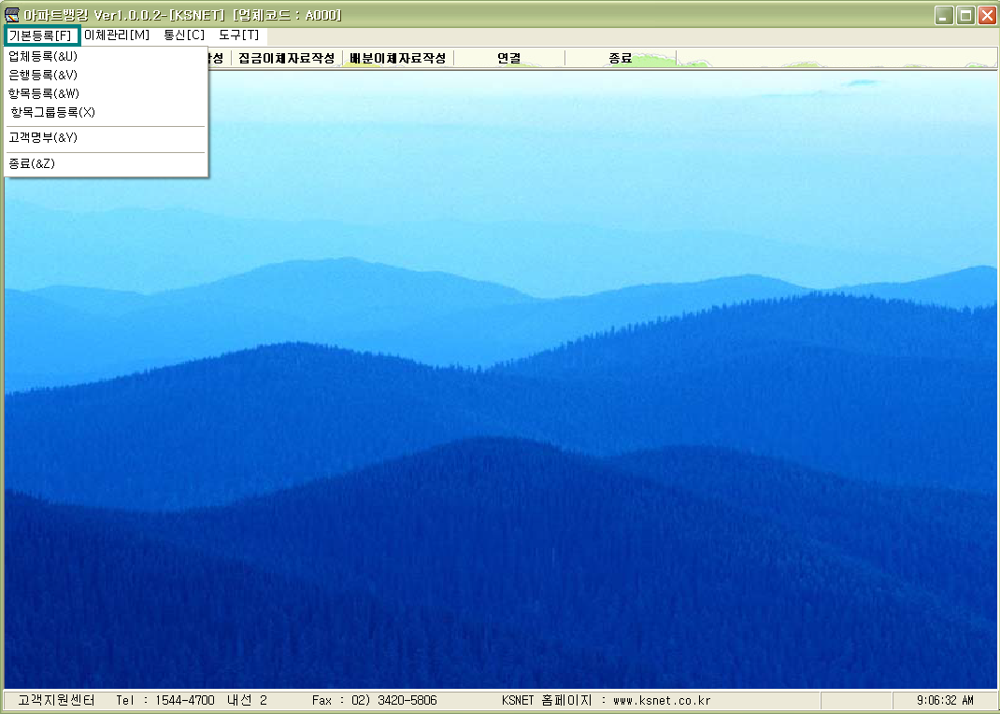 아파트뱅킹 Ver1.0.0.2-[KSNET] [업체코드 : A000]
기본등록[F] 이체관리[M] 통신[C] 도구[T]
성 집금이체자료작성 배분이체자료작성 연결 종료
업체등록(&U)
은행등록(&V)
항목등록(&W)
항목그룹등록(X)
고객명부(&Y)
종료(&Z)
고객지원센터 Tel : 1544-4700 내선 2 Fax : 02) 3420-5806 KSNET 홈페이지 : www.ksnet.co.kr 9:06:32 AM